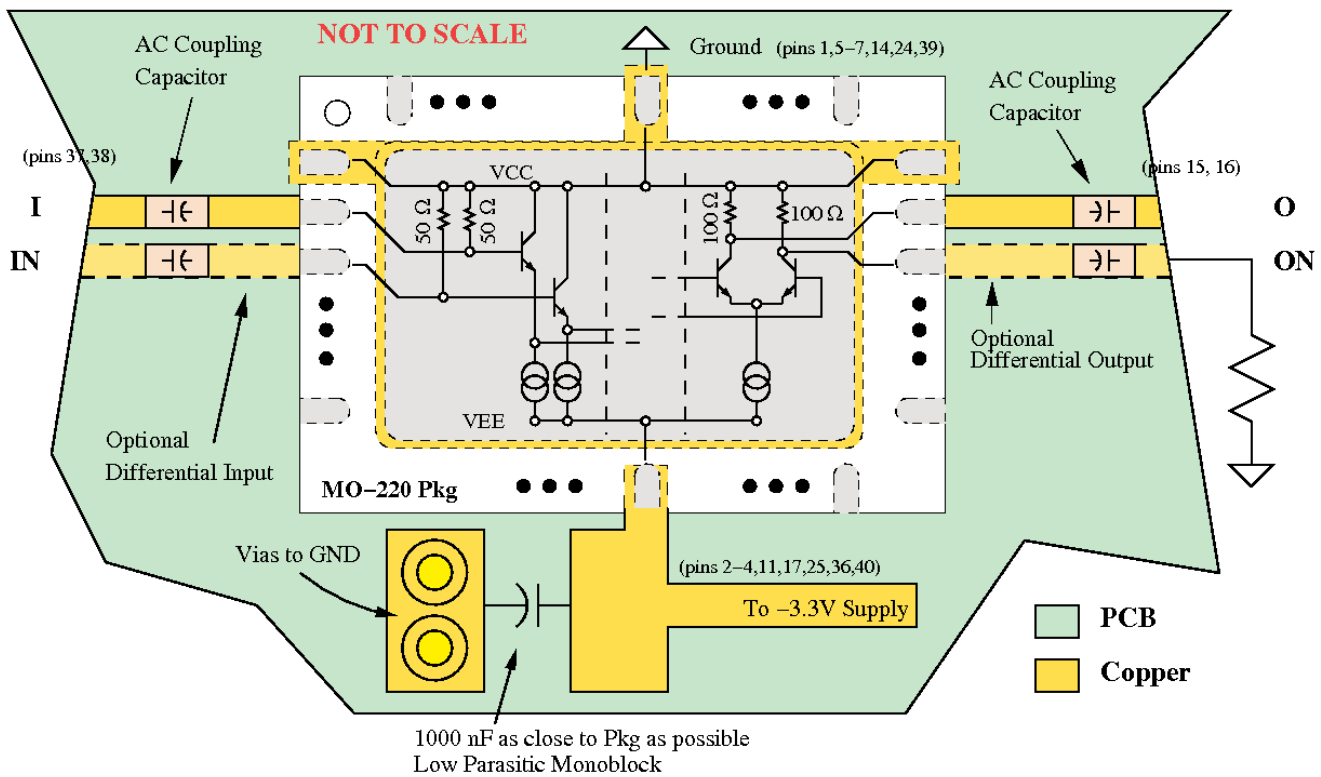 NOT TO SCALE
AC Coupling
Capacitor
Ground (pins 1,5−7,14,24,39)
AC Coupling
Capacitor
(pins 37,38)
(pins 15, 16)
VCC
I
50 Ω
50 Ω
100 Ω
100 Ω
O
IN
ON
Optional
Differential Output
VEE
Optional
Differential Input
MO−220 Pkg
Vias to GND
(pins 2−4,11,17,25,36,40)
To −3.3V Supply
PCB
Copper
1000 nF as close to Pkg as possible
Low Parasitic Monoblock